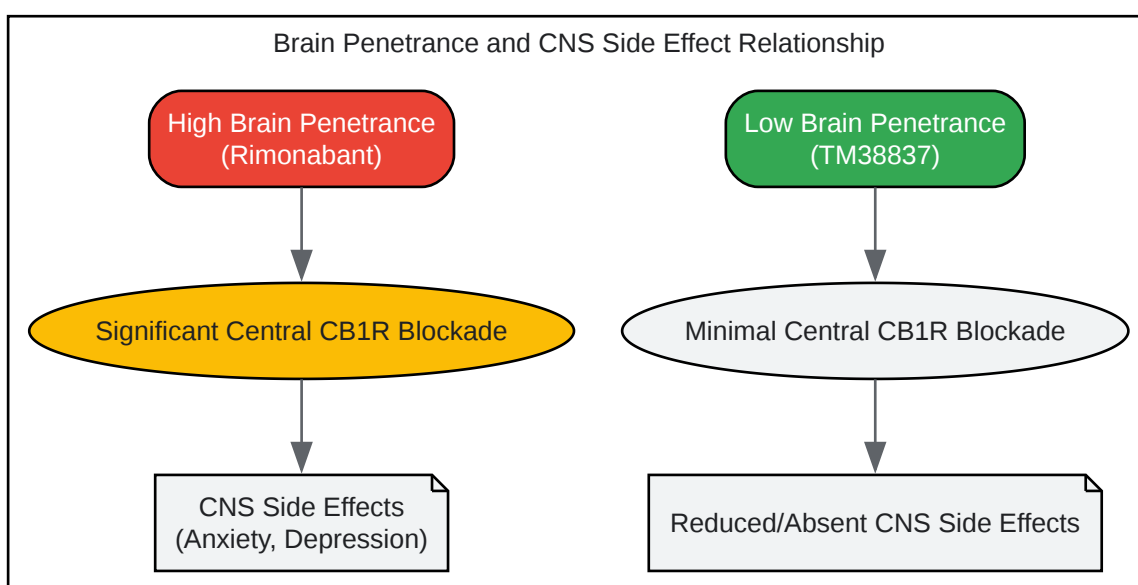 Brain Penetrance and CNS Side Effect Relationship
High Brain Penetrance
(Rimonabant)
Low Brain Penetrance
(TM38837)
Significant Central CB1R Blockade
Minimal Central CB1R Blockade
CNS Side Effects
(Anxiety, Depression)
Reduced/Absent CNS Side Effects